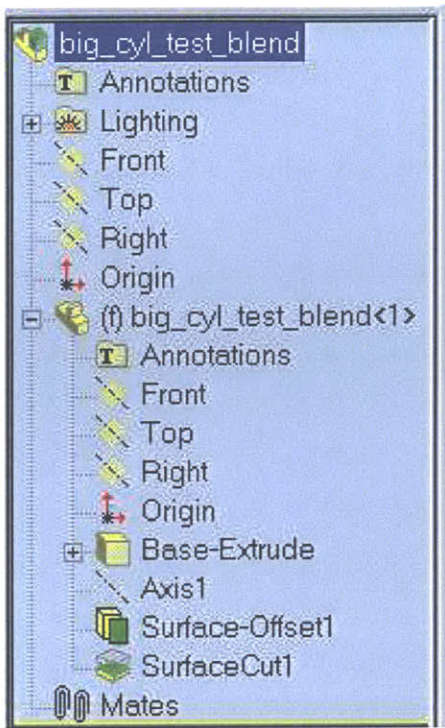 big_cyl_test_blend
Annotations
Lighting
Front
Top
Right
Origin
(f) big_cyl_test_blend<1>
Annotations
Front
Top
Right
Origin
Base-Extrude
Axis1
Surface-Offset1
SurfaceCut1
Mates